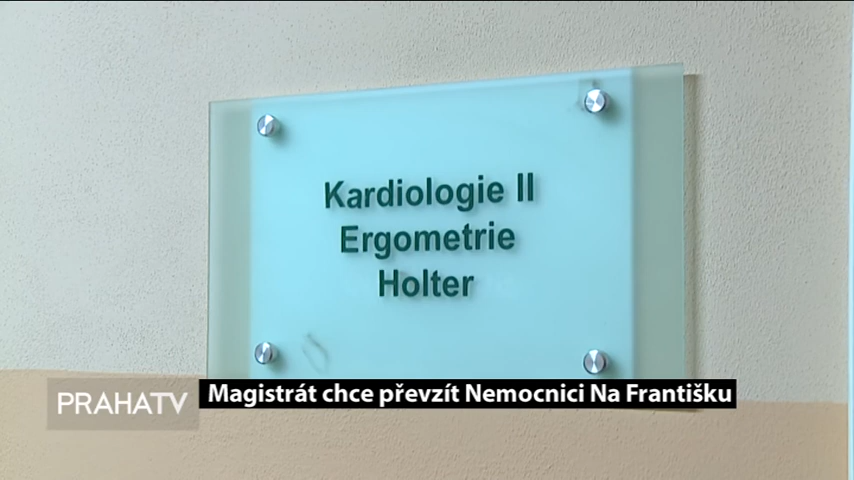 Kardiologie II
Ergometrie
Holter
PRAHATV
Magistrát chce převzít Nemocnici Na Františku